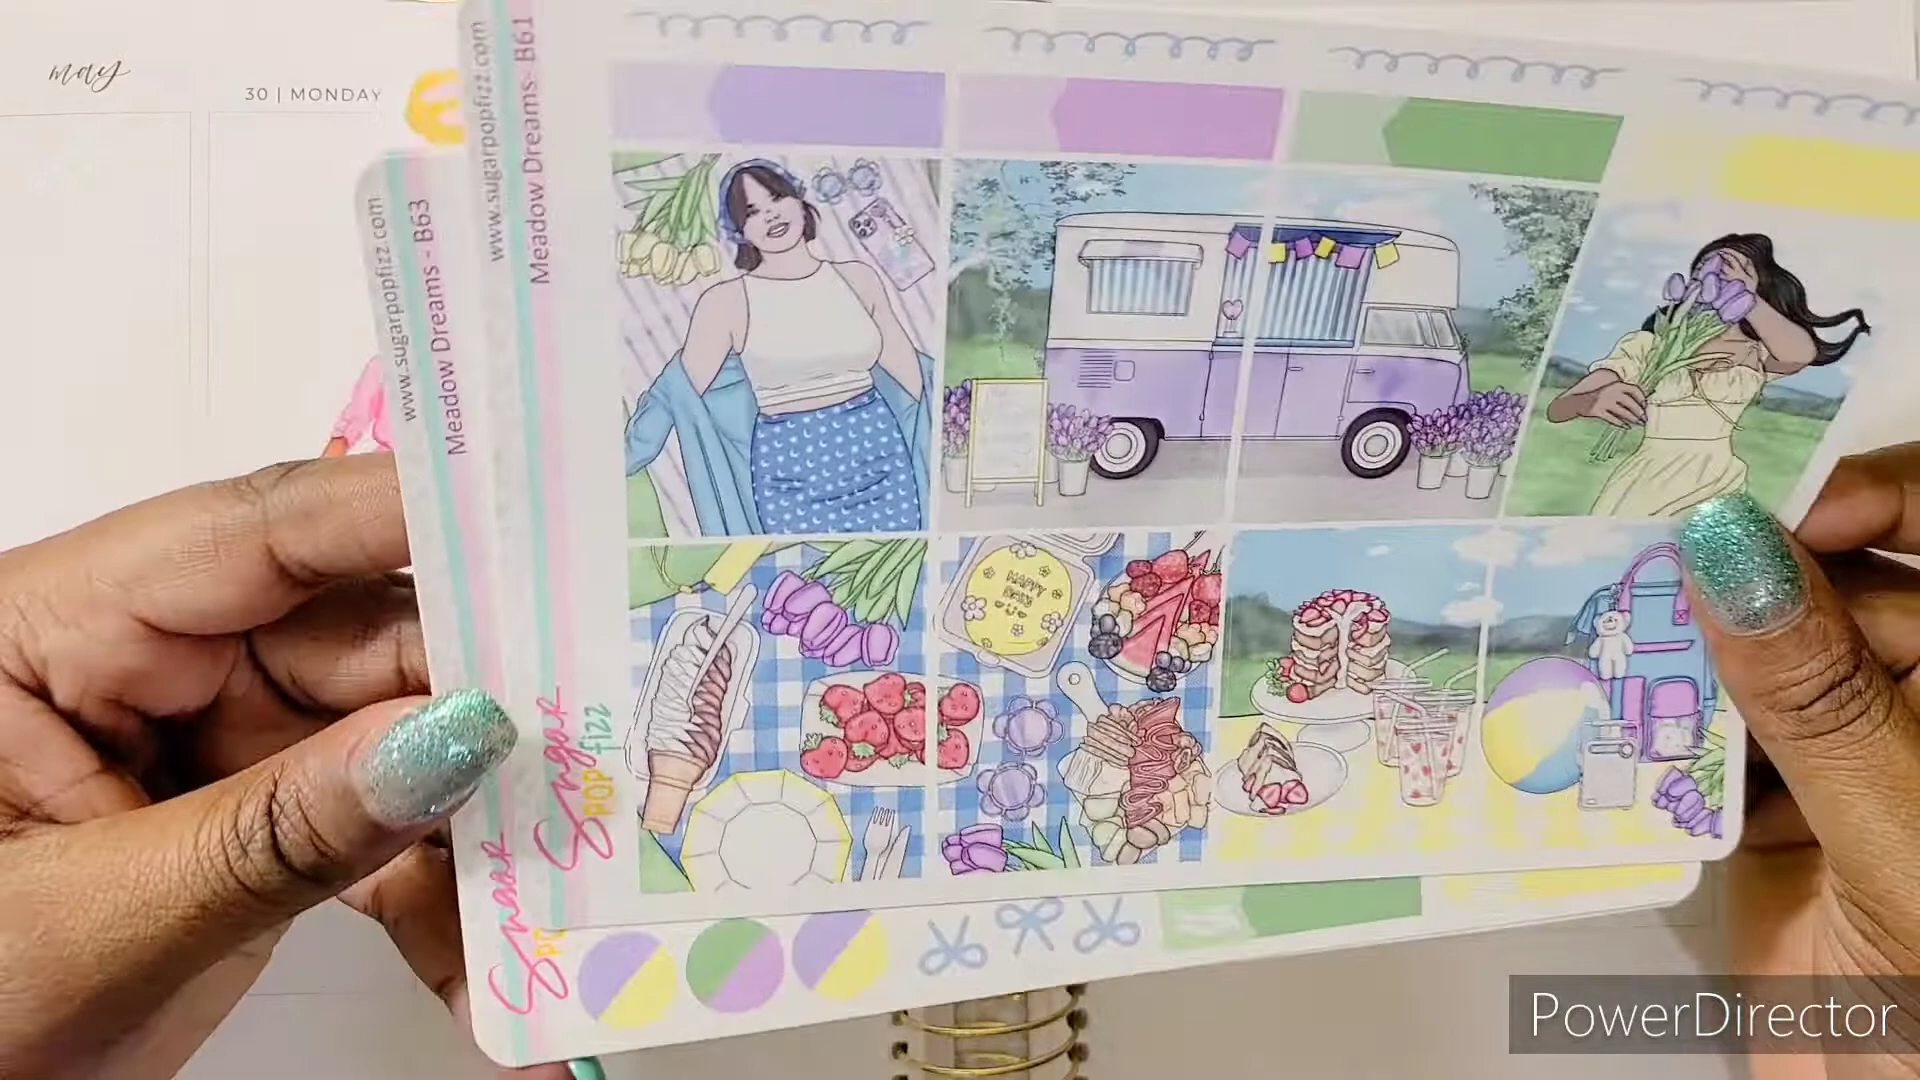 may
30 | MONDAY
www.sugarpopfizz.com
Meadow Dreams - B63
Sugar
PO
www.sugarpopfizz.com
Meadow Dreams- B61
Sugar
POP fizz
HAPPY
DAYS
PowerDirector